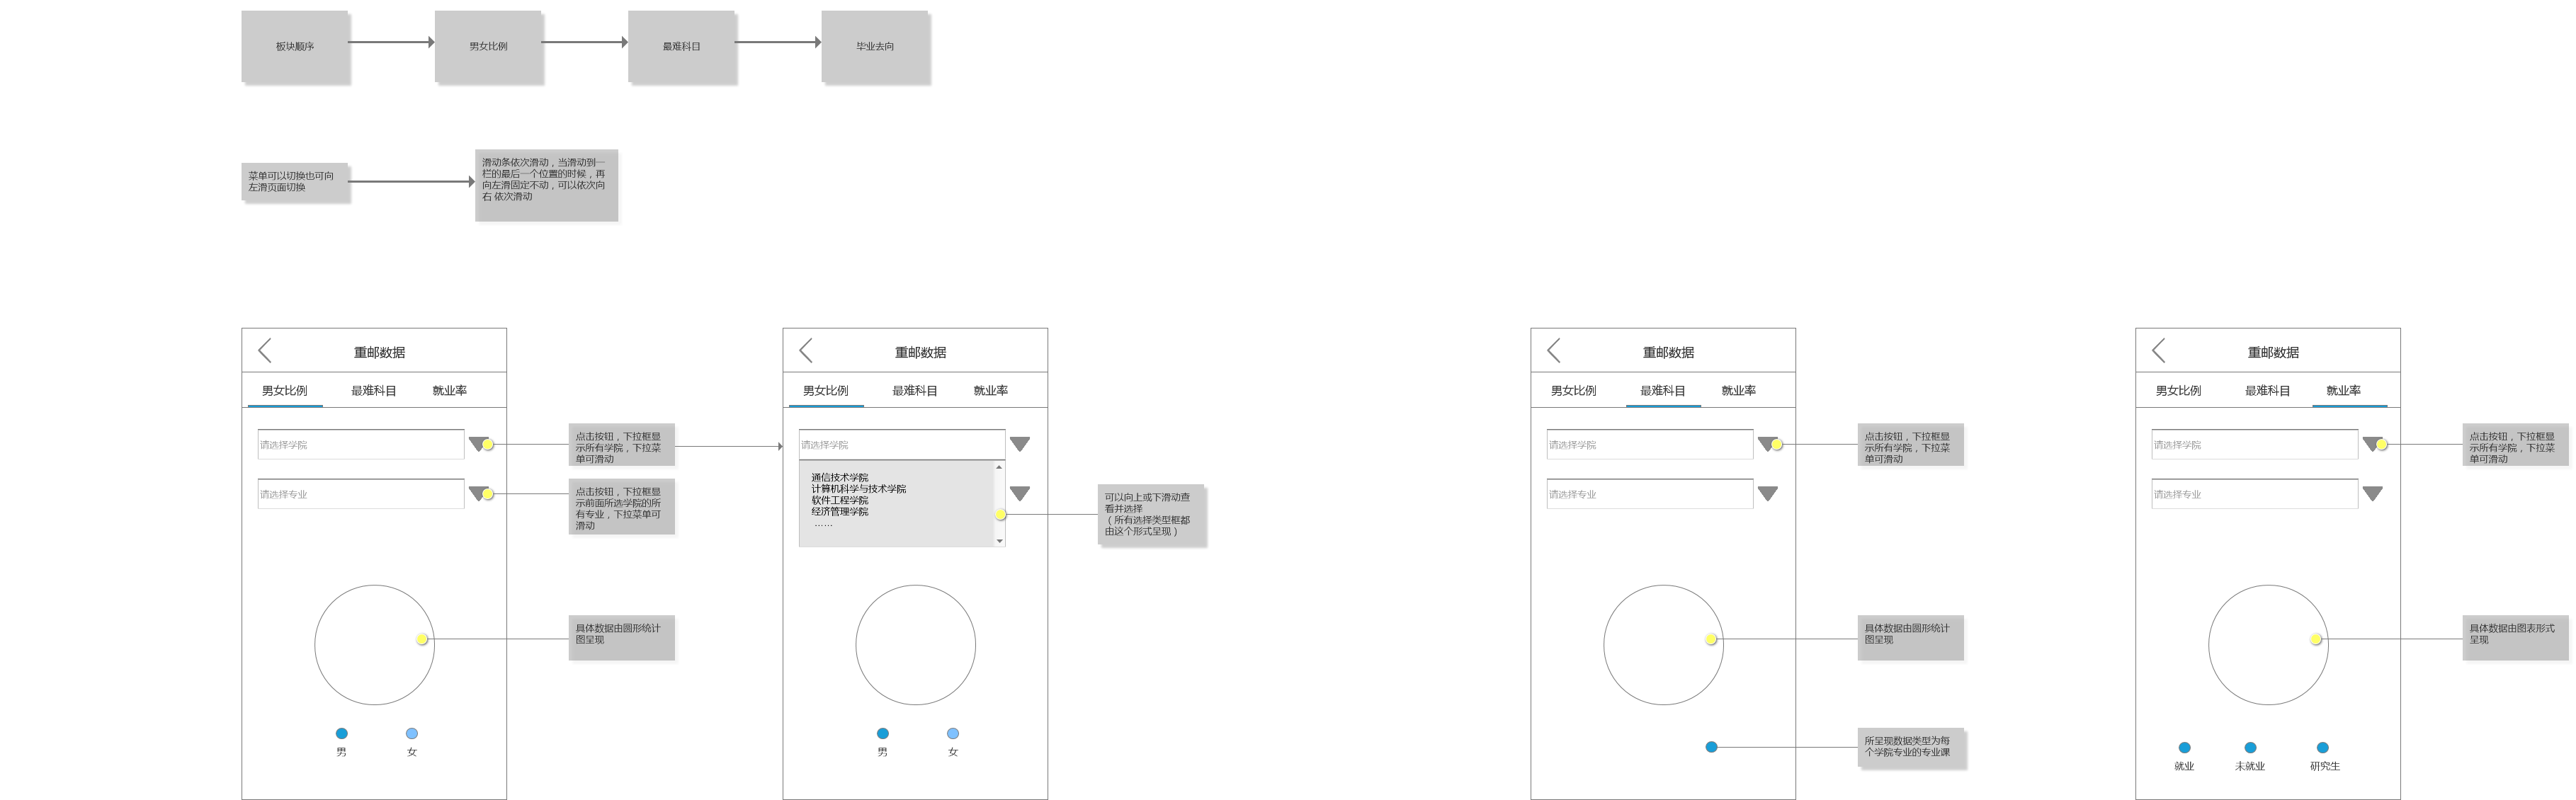 板块顺序
男女比例
最难科目
毕业去向
菜单可以切换也可向
左滑页面切换
滑动条依次滑动，当滑动到一
栏的最后一个位置的时候，再
向左滑固定不动，可以依次向
右 依次滑动
重邮数据
男女比例
最难科目
就业率
请选择学院
请选择专业
点击按钮，下拉框显
示所有学院，下拉菜
单可滑动
点击按钮，下拉框显
示前面所选学院的所
有专业，下拉菜单可
滑动
具体数据由圆形统计
图呈现
男
女
重邮数据
男女比例
最难科目
就业率
请选择学院
通信技术学院
计算机科学与技术学院
软件工程学院
经济管理学院
……
可以向上或下滑动查
看并选择
（所有选择类型框都
由这个形式呈现）
男
女
重邮数据
男女比例
最难科目
就业率
请选择学院
请选择专业
点击按钮，下拉框显
示所有学院，下拉菜
单可滑动
具体数据由圆形统计
图呈现
所呈现数据类型为每
个学院专业的专业课
重邮数据
男女比例
最难科目
就业率
请选择学院
请选择专业
点击按钮，下拉框显
示所有学院，下拉菜
单可滑动
具体数据由图表形式
呈现
就业
未就业
研究生